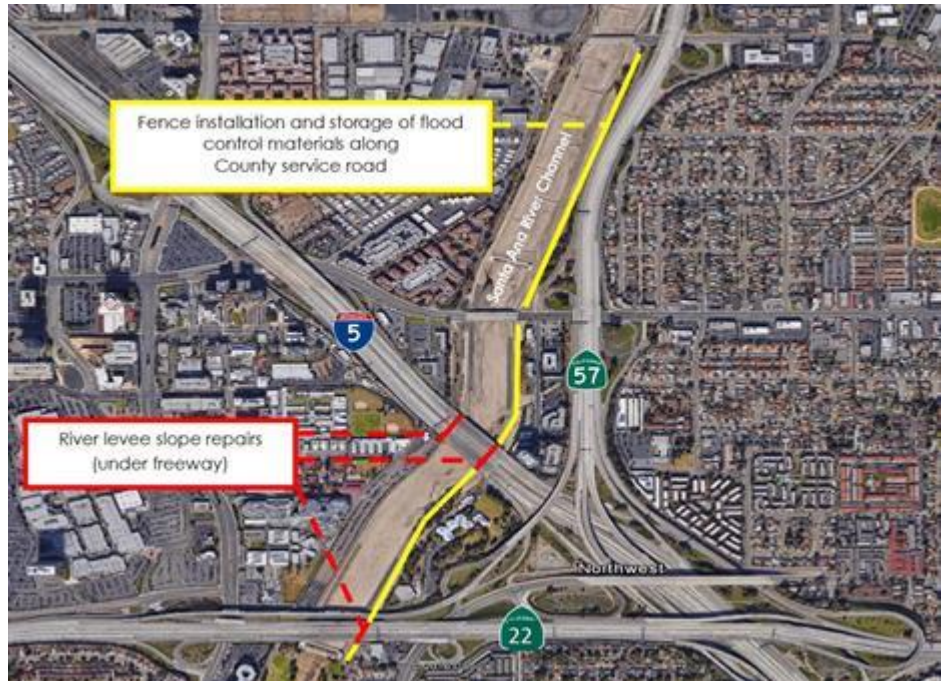 Fence installation and storage of flood
control materials along
County service road
Santa Ana River Channel
5
57
River levee slope repairs
(under freeway)
Northwest
22